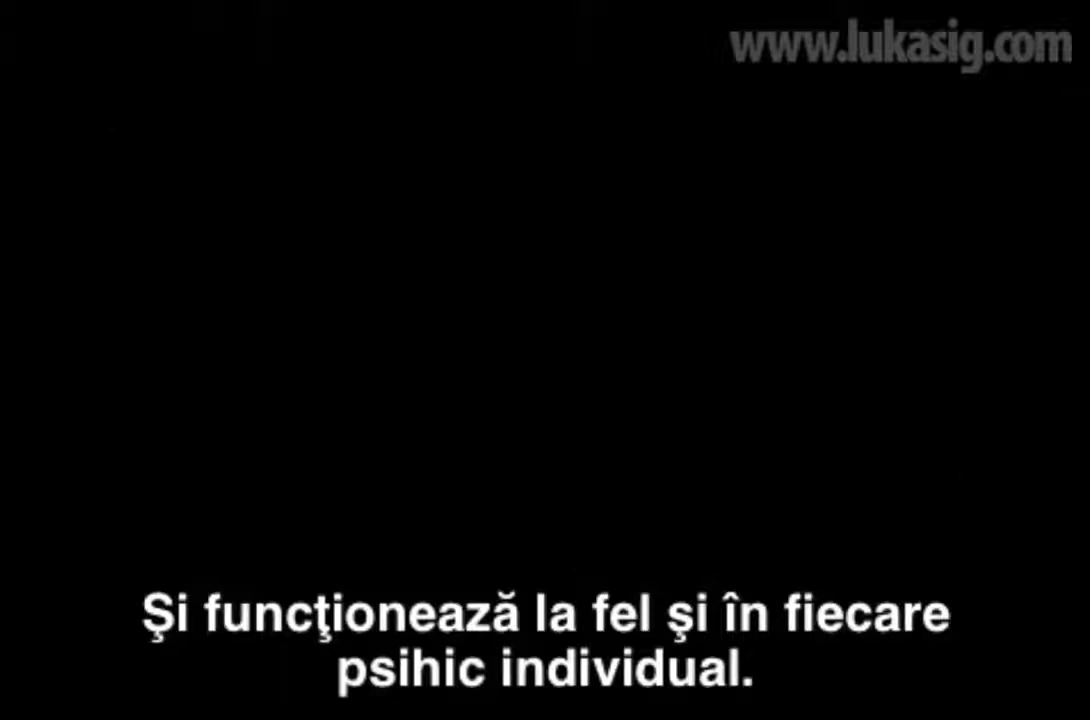 www.lukasig.com
Şi funcţionează la fel şi în fiecare
psihic individual.